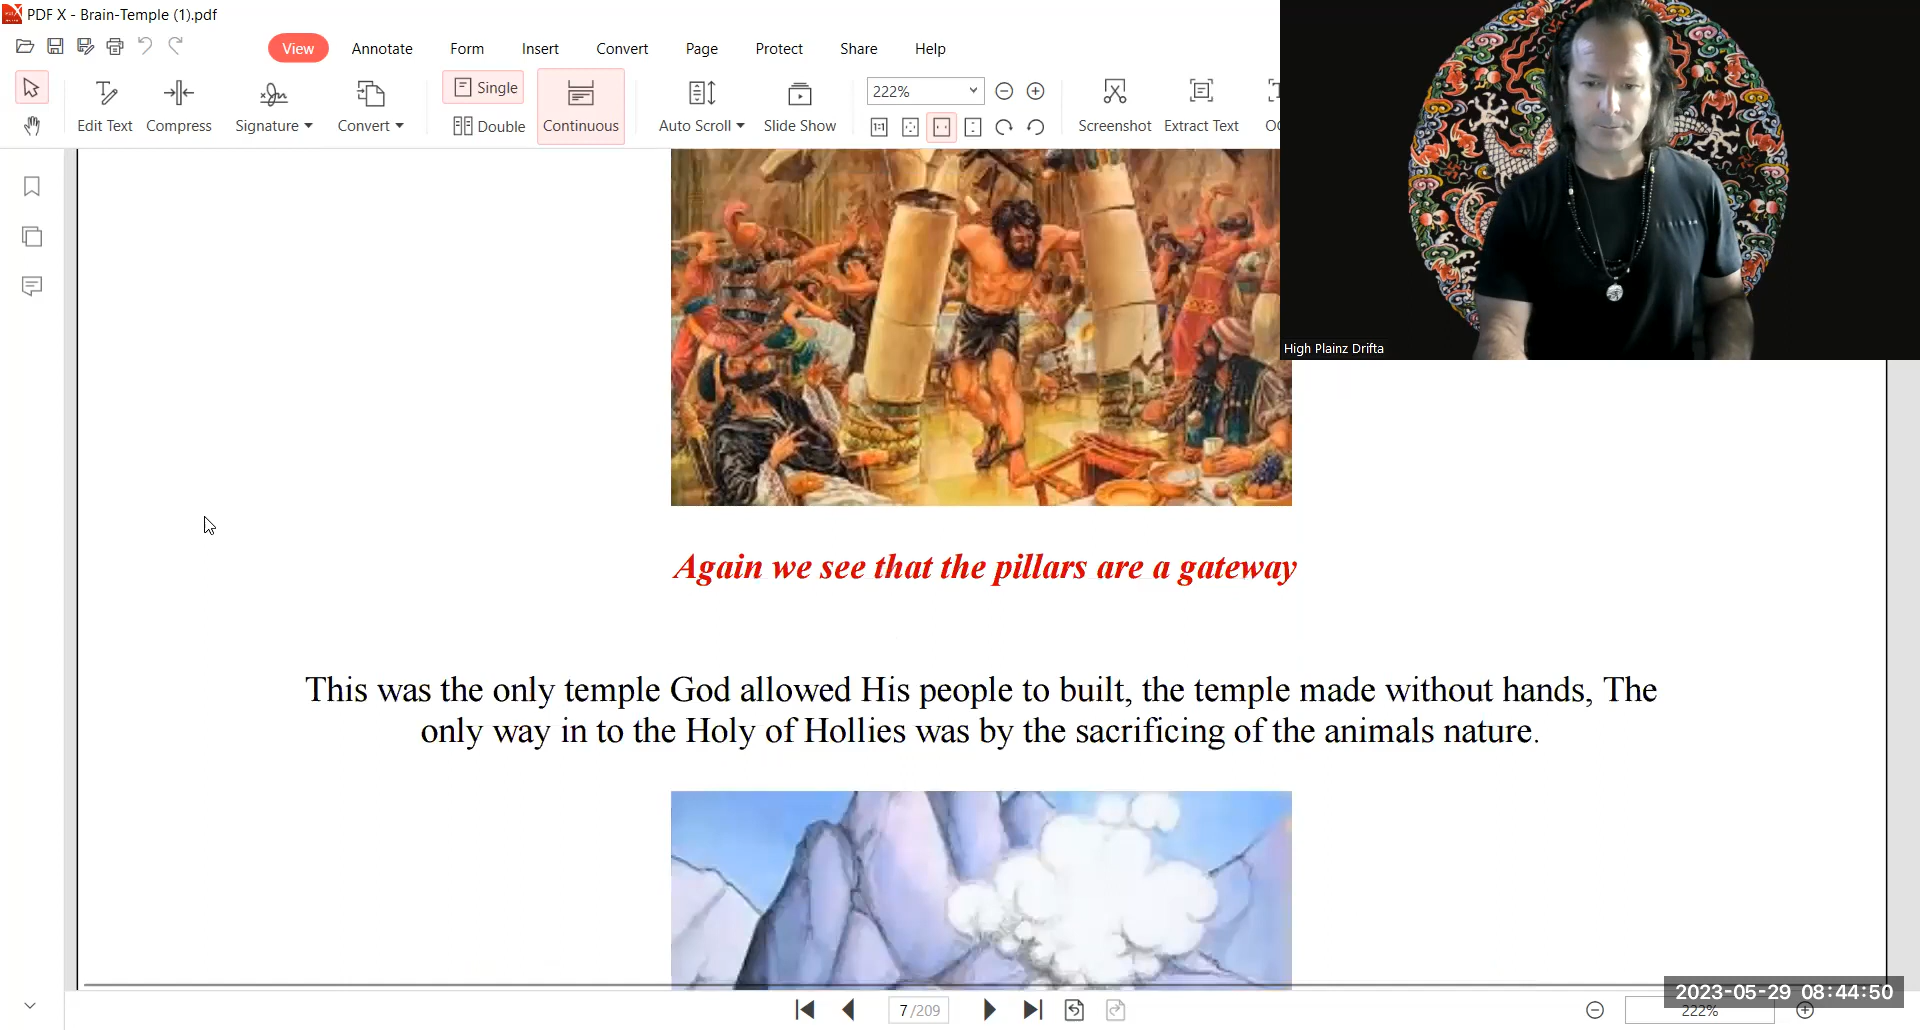 PDF X - Brain-Temple (1).pdf
View Annotate Form Insert Convert Page Protect Share Help
Edit Text Compress Signature Convert
Single
Double
Continuous
Auto Scroll Slide Show
222%
Screenshot Extract Text
High Plainz Drifta
Again we see that the pillars are a gateway
This was the only temple God allowed His people to built, the temple made without hands, The
only way in to the Holy of Hollies was by the sacrificing of the animals nature.
7 /209
2023-05-29 08:44:50
222%